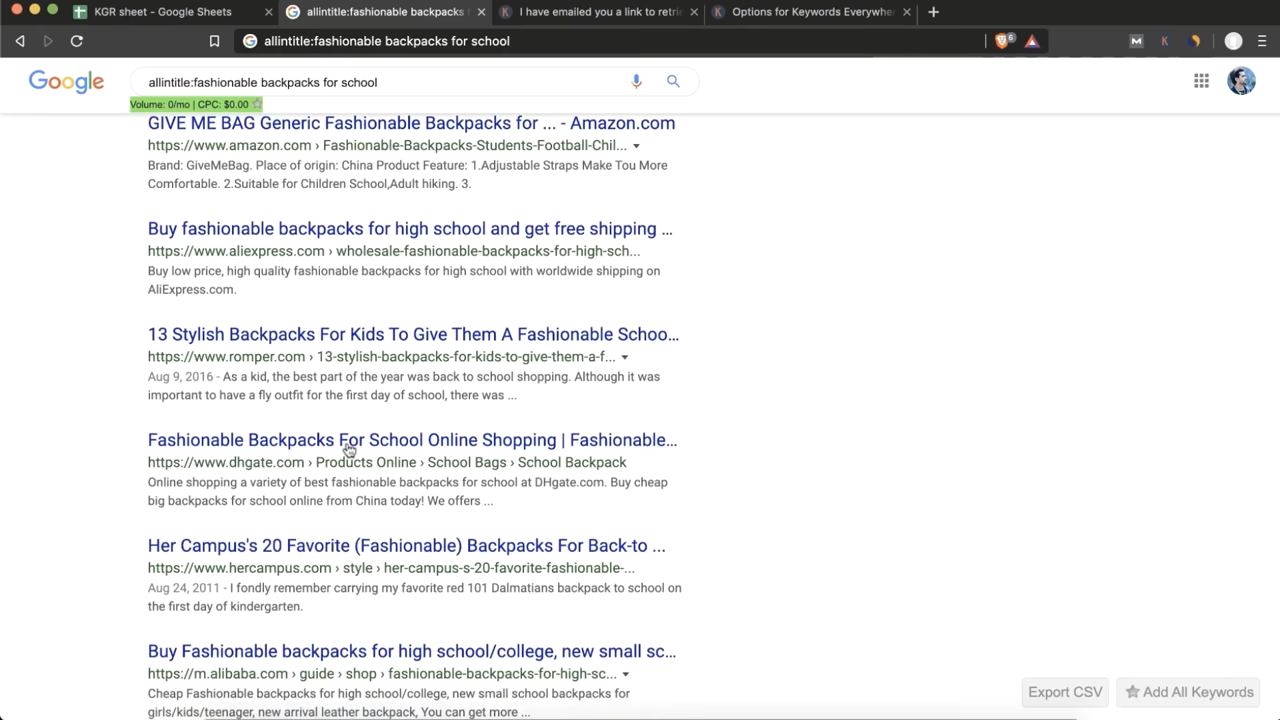 KGR sheet - Google Sheets
allintitle:fashionable backpacks f
I have emailed you a link to retrie
Options for Keywords Everywhe
allintitle:fashionable backpacks for school
6
M
K
Google
allintitle:fashionable backpacks for school
Volume: 0/mo | CPC: $0.00
GIVE ME BAG Generic Fashionable Backpacks for ... - Amazon.com
https://www.amazon.com › Fashionable-Backpacks-Students-Football-Chil...
Brand: GiveMeBag. Place of origin: China Product Feature: 1.Adjustable Straps Make Tou More
Comfortable. 2.Suitable for Children School,Adult hiking. 3.
Buy fashionable backpacks for high school and get free shipping ...
https://www.aliexpress.com › wholesale-fashionable-backpacks-for-high-sch...
Buy low price, high quality fashionable backpacks for high school with worldwide shipping on
AliExpress.com.
13 Stylish Backpacks For Kids To Give Them A Fashionable Schoo...
https://www.romper.com › 13-stylish-backpacks-for-kids-to-give-them-a-f...
Aug 9, 2016 - As a kid, the best part of the year was back to school shopping. Although it was
important to have a fly outfit for the first day of school, there was ...
Fashionable Backpacks For School Online Shopping | Fashionable...
https://www.dhgate.com › Products Online › School Bags › School Backpack
Online shopping a variety of best fashionable backpacks for school at DHgate.com. Buy cheap
big backpacks for school online from China today! We offers ...
Her Campus's 20 Favorite (Fashionable) Backpacks For Back-to ...
https://www.hercampus.com › style › her-campus-s-20-favorite-fashionable-...
Aug 24, 2011 - I fondly remember carrying my favorite red 101 Dalmatians backpack to school on
the first day of kindergarten.
Buy Fashionable backpacks for high school/college, new small sc...
https://m.alibaba.com › guide › shop › fashionable-backpacks-for-high-sc...
Cheap Fashionable backpacks for high school/college, new small school backpacks for
girls/kids/teenager, new arrival leather backpack, You can get more ...
Export CSV
Add All Keywords